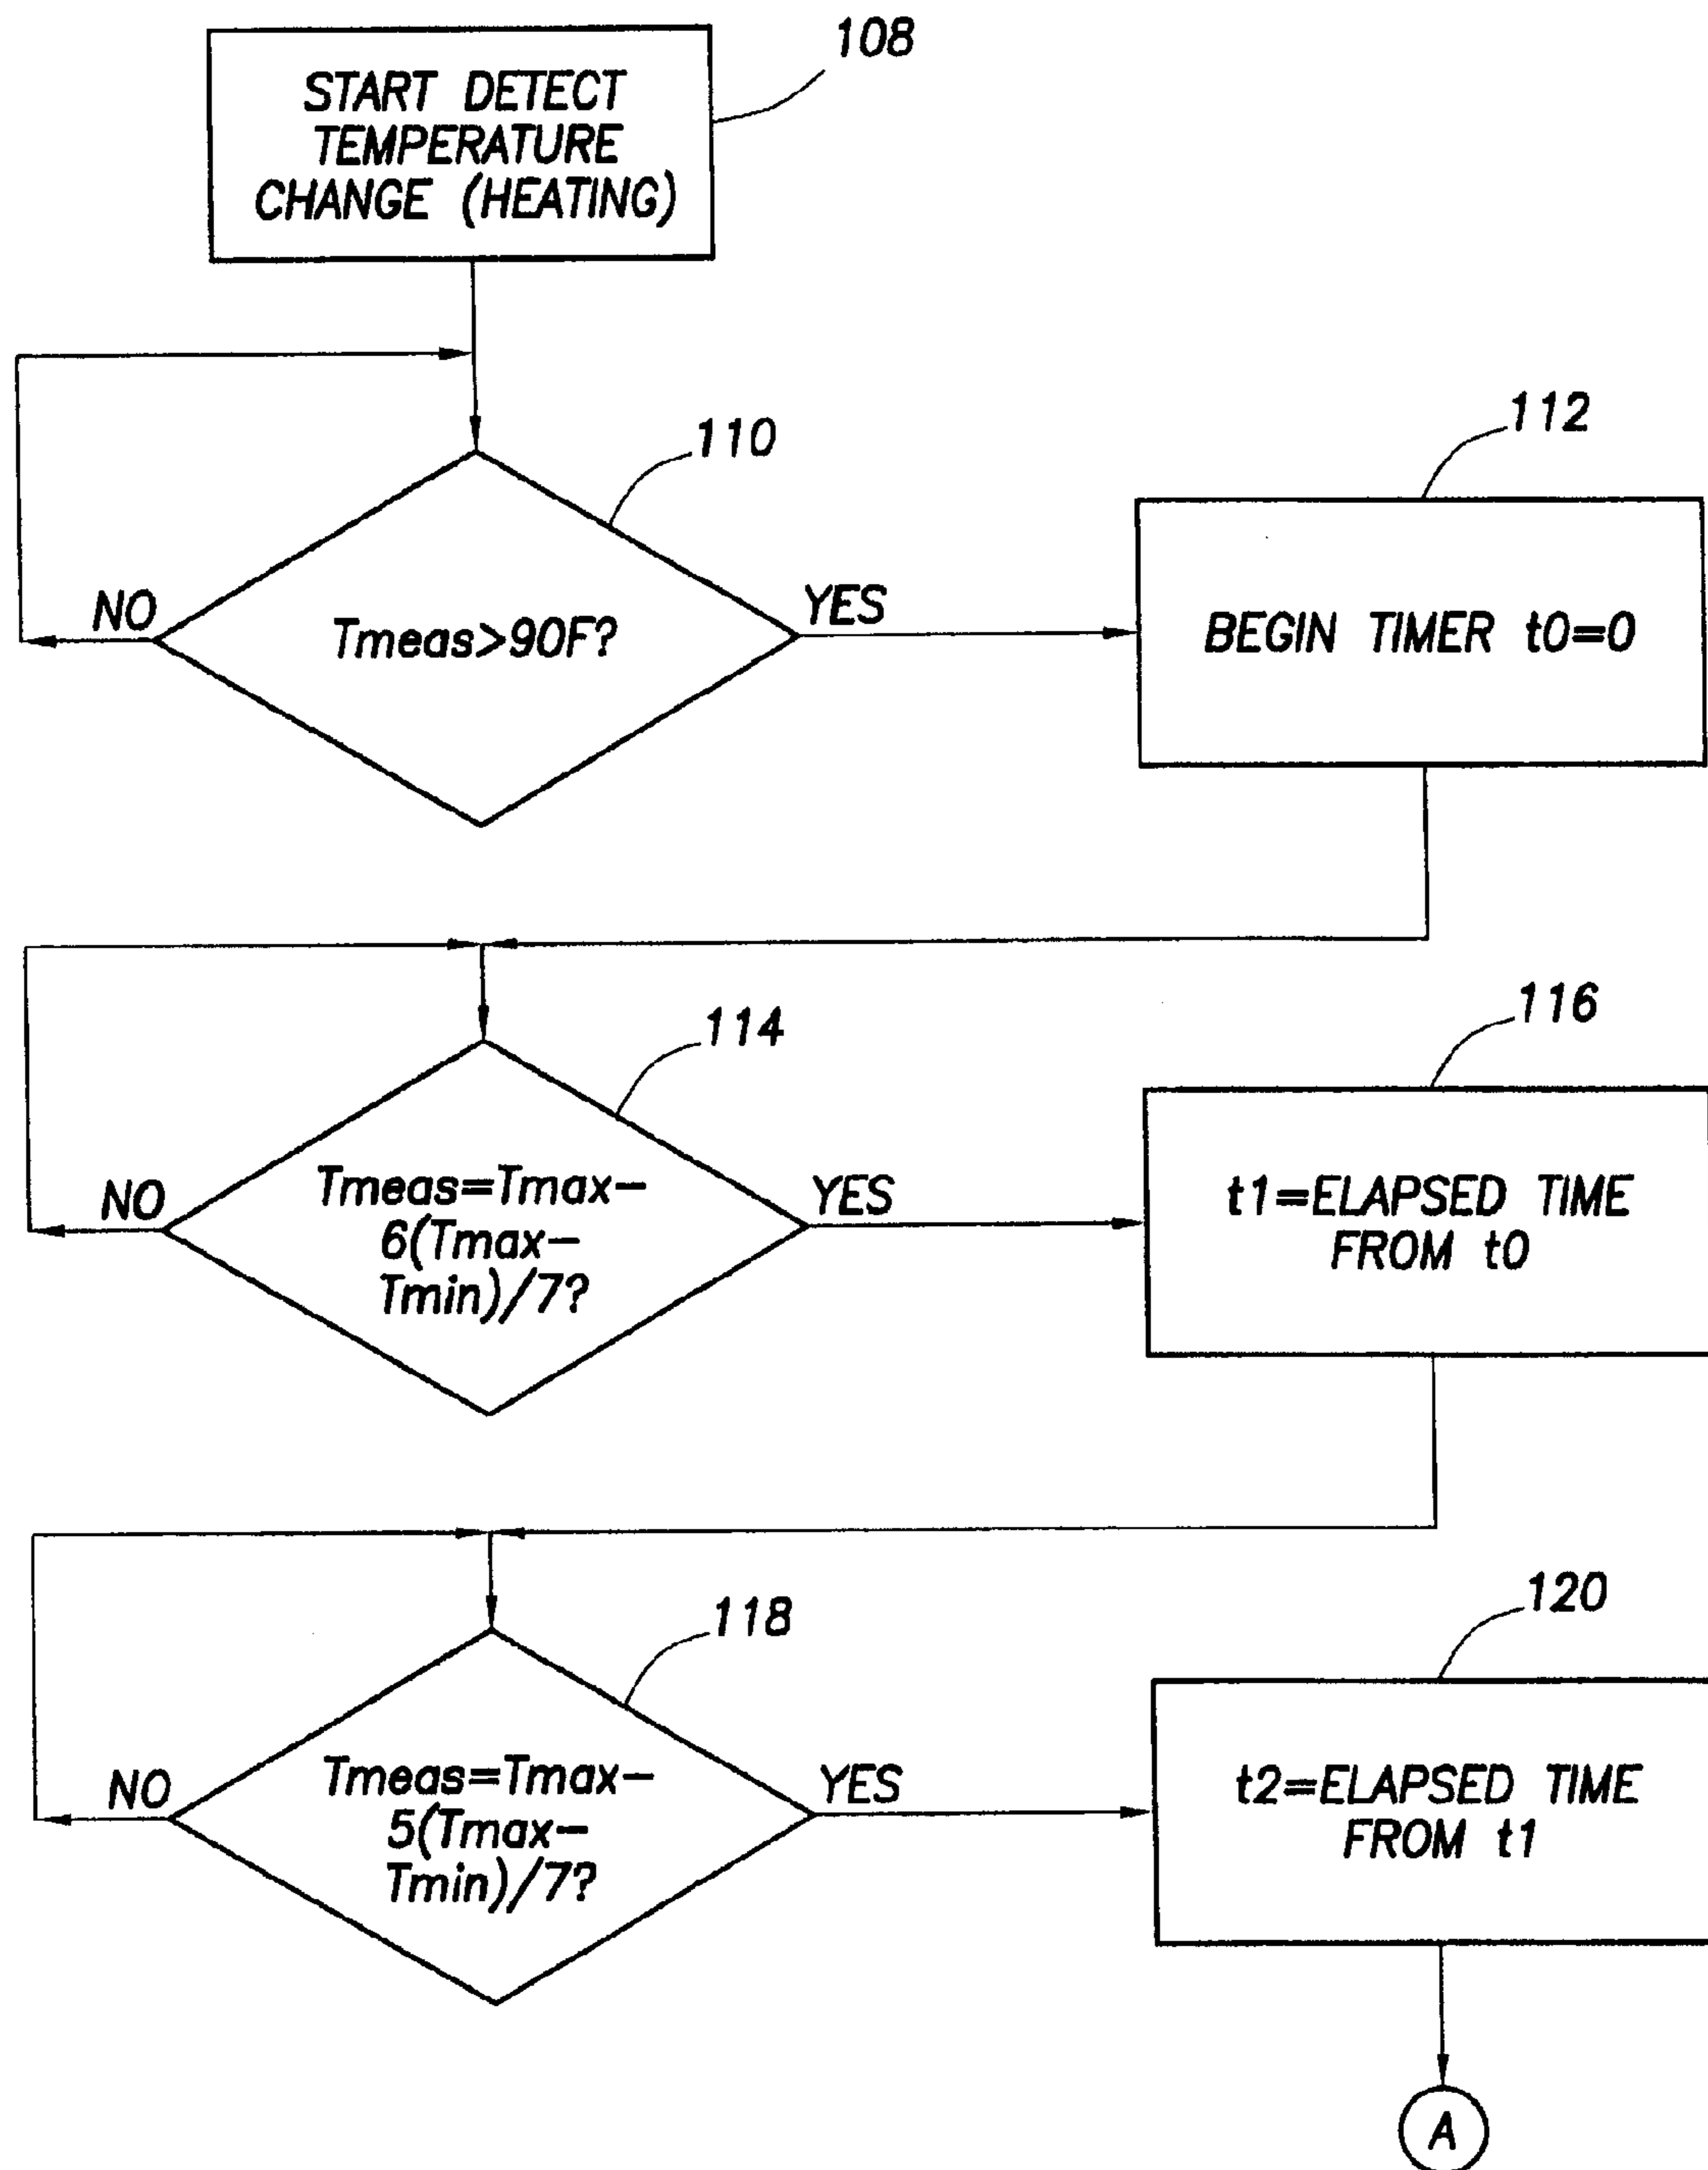 108
START DETECT
TEMPERATURE
CHANGE (HEATING)
110
112
NO
Tmeas>90F?
YES
BEGIN TIMER t0=0
114
116
NO
Tmeas=Tmax-
6(Tmax-
Tmin)/7?
YES
t1=ELAPSED TIME
FROM t0
118
120
NO
Tmeas=Tmax-
5(Tmax-
Tmin)/7?
YES
t2=ELAPSED TIME
FROM t1
A